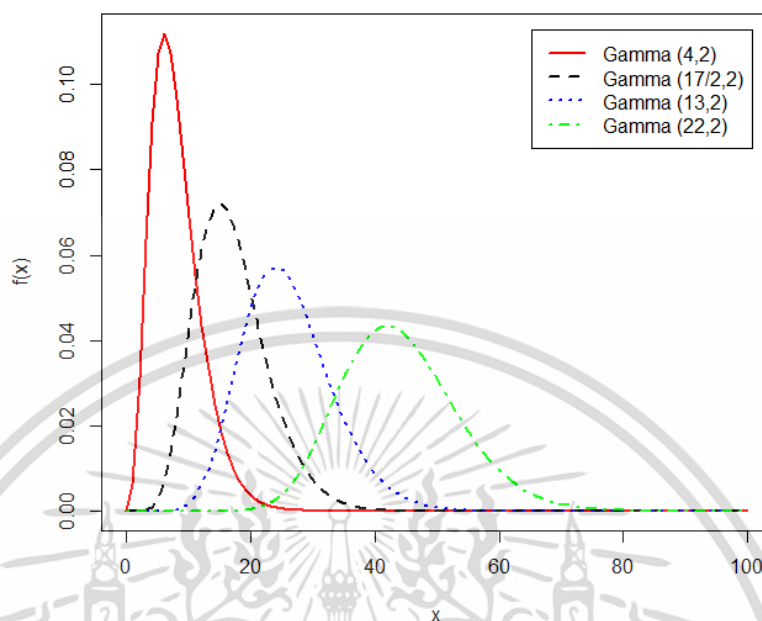 Gamma (4,2)
Gamma (17/2,2)
Gamma (13,2)
Gamma (22,2)
f(x)
0.10
0.08
0.06
0.04
0.02
0.00
0 20 40 60 80 100
x